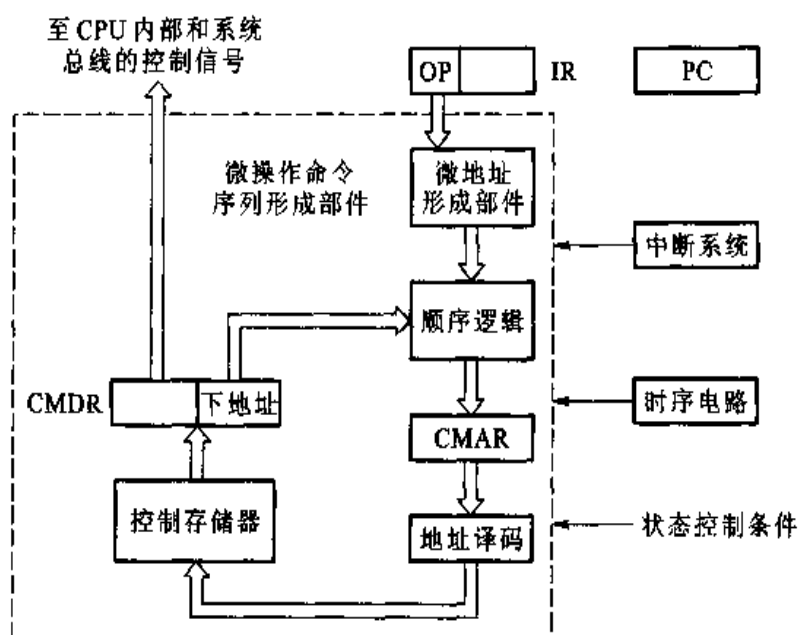 至 CPU 内部和系统
总线的控制信号
OP
IR
PC
微操作命令
序列形成部件
微地址
形成部件
中断系统
顺序逻辑
CMDR
下地址
时序电路
CMAR
控制存储器
地址译码
状态控制条件